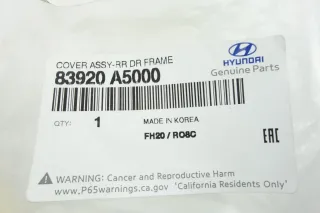 COVER ASSY-RR DR FRAME
83920 A5000
HYUNDAI
Genuine Parts
QTY: 1
MADE IN KOREA
FH20 / RO8C
EAC
WARNING: Cancer and Reproductive Harm
www.P65warnings.ca.gov "California Residents Only"